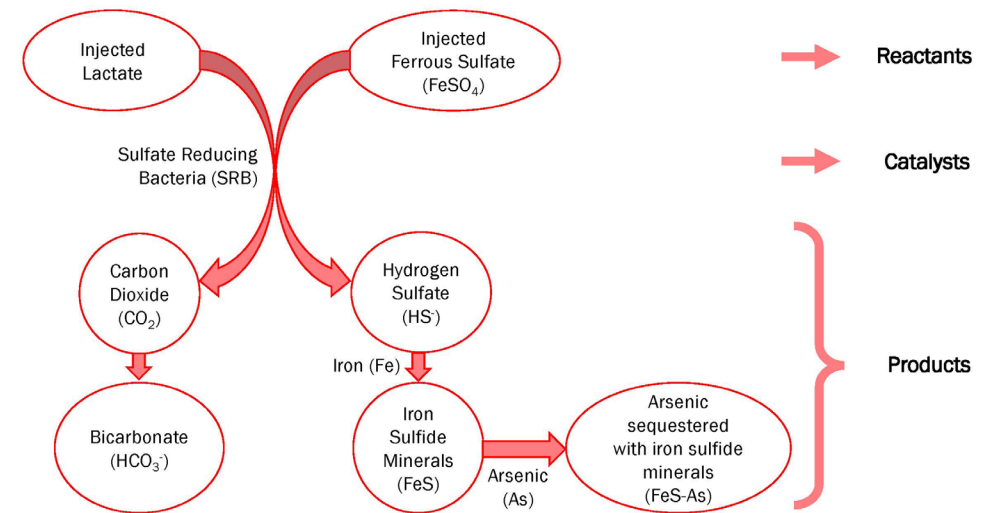 Injected
Lactate
Injected
Ferrous Sulfate
(FeSO₄)
Reactants
Sulfate Reducing
Bacteria (SRB)
Catalysts
Carbon
Dioxide
(CO₂)
Hydrogen
Sulfate
(HS⁻)
Iron (Fe)
Products
Bicarbonate
(HCO₃⁻)
Iron
Sulfide
Minerals
(FeS)
Arsenic
(As)
Arsenic
sequestered
with iron sulfide
minerals
(FeS-As)